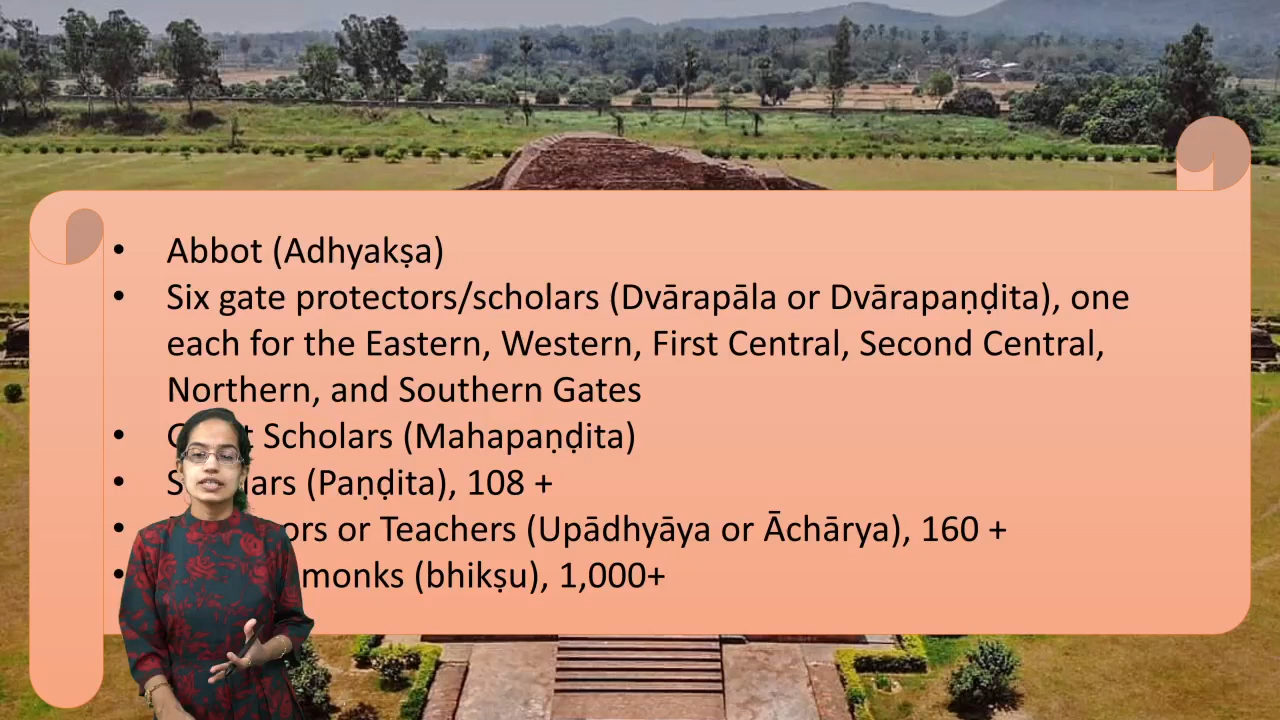 • Abbot (Adhyakṣa)
• Six gate protectors/scholars (Dvārapāla or Dvārapaṇḍita), one
each for the Eastern, Western, First Central, Second Central,
Northern, and Southern Gates
• Scholars (Mahapaṇḍita)
• (Paṇḍita), 108 +
• or Teachers (Upādhyāya or Āchārya), 160 +
• monks (bhikṣu), 1,000+